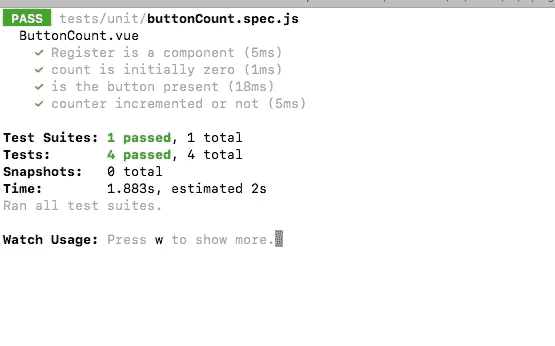 PASS tests/unit/buttonCount.spec.js
ButtonCount.vue
✓ Register is a component (5ms)
✓ count is initially zero (1ms)
✓ is the button present (18ms)
✓ counter incremented or not (5ms)
Test Suites: 1 passed, 1 total
Tests: 4 passed, 4 total
Snapshots: 0 total
Time: 1.883s, estimated 2s
Ran all test suites.
Watch Usage: Press w to show more.